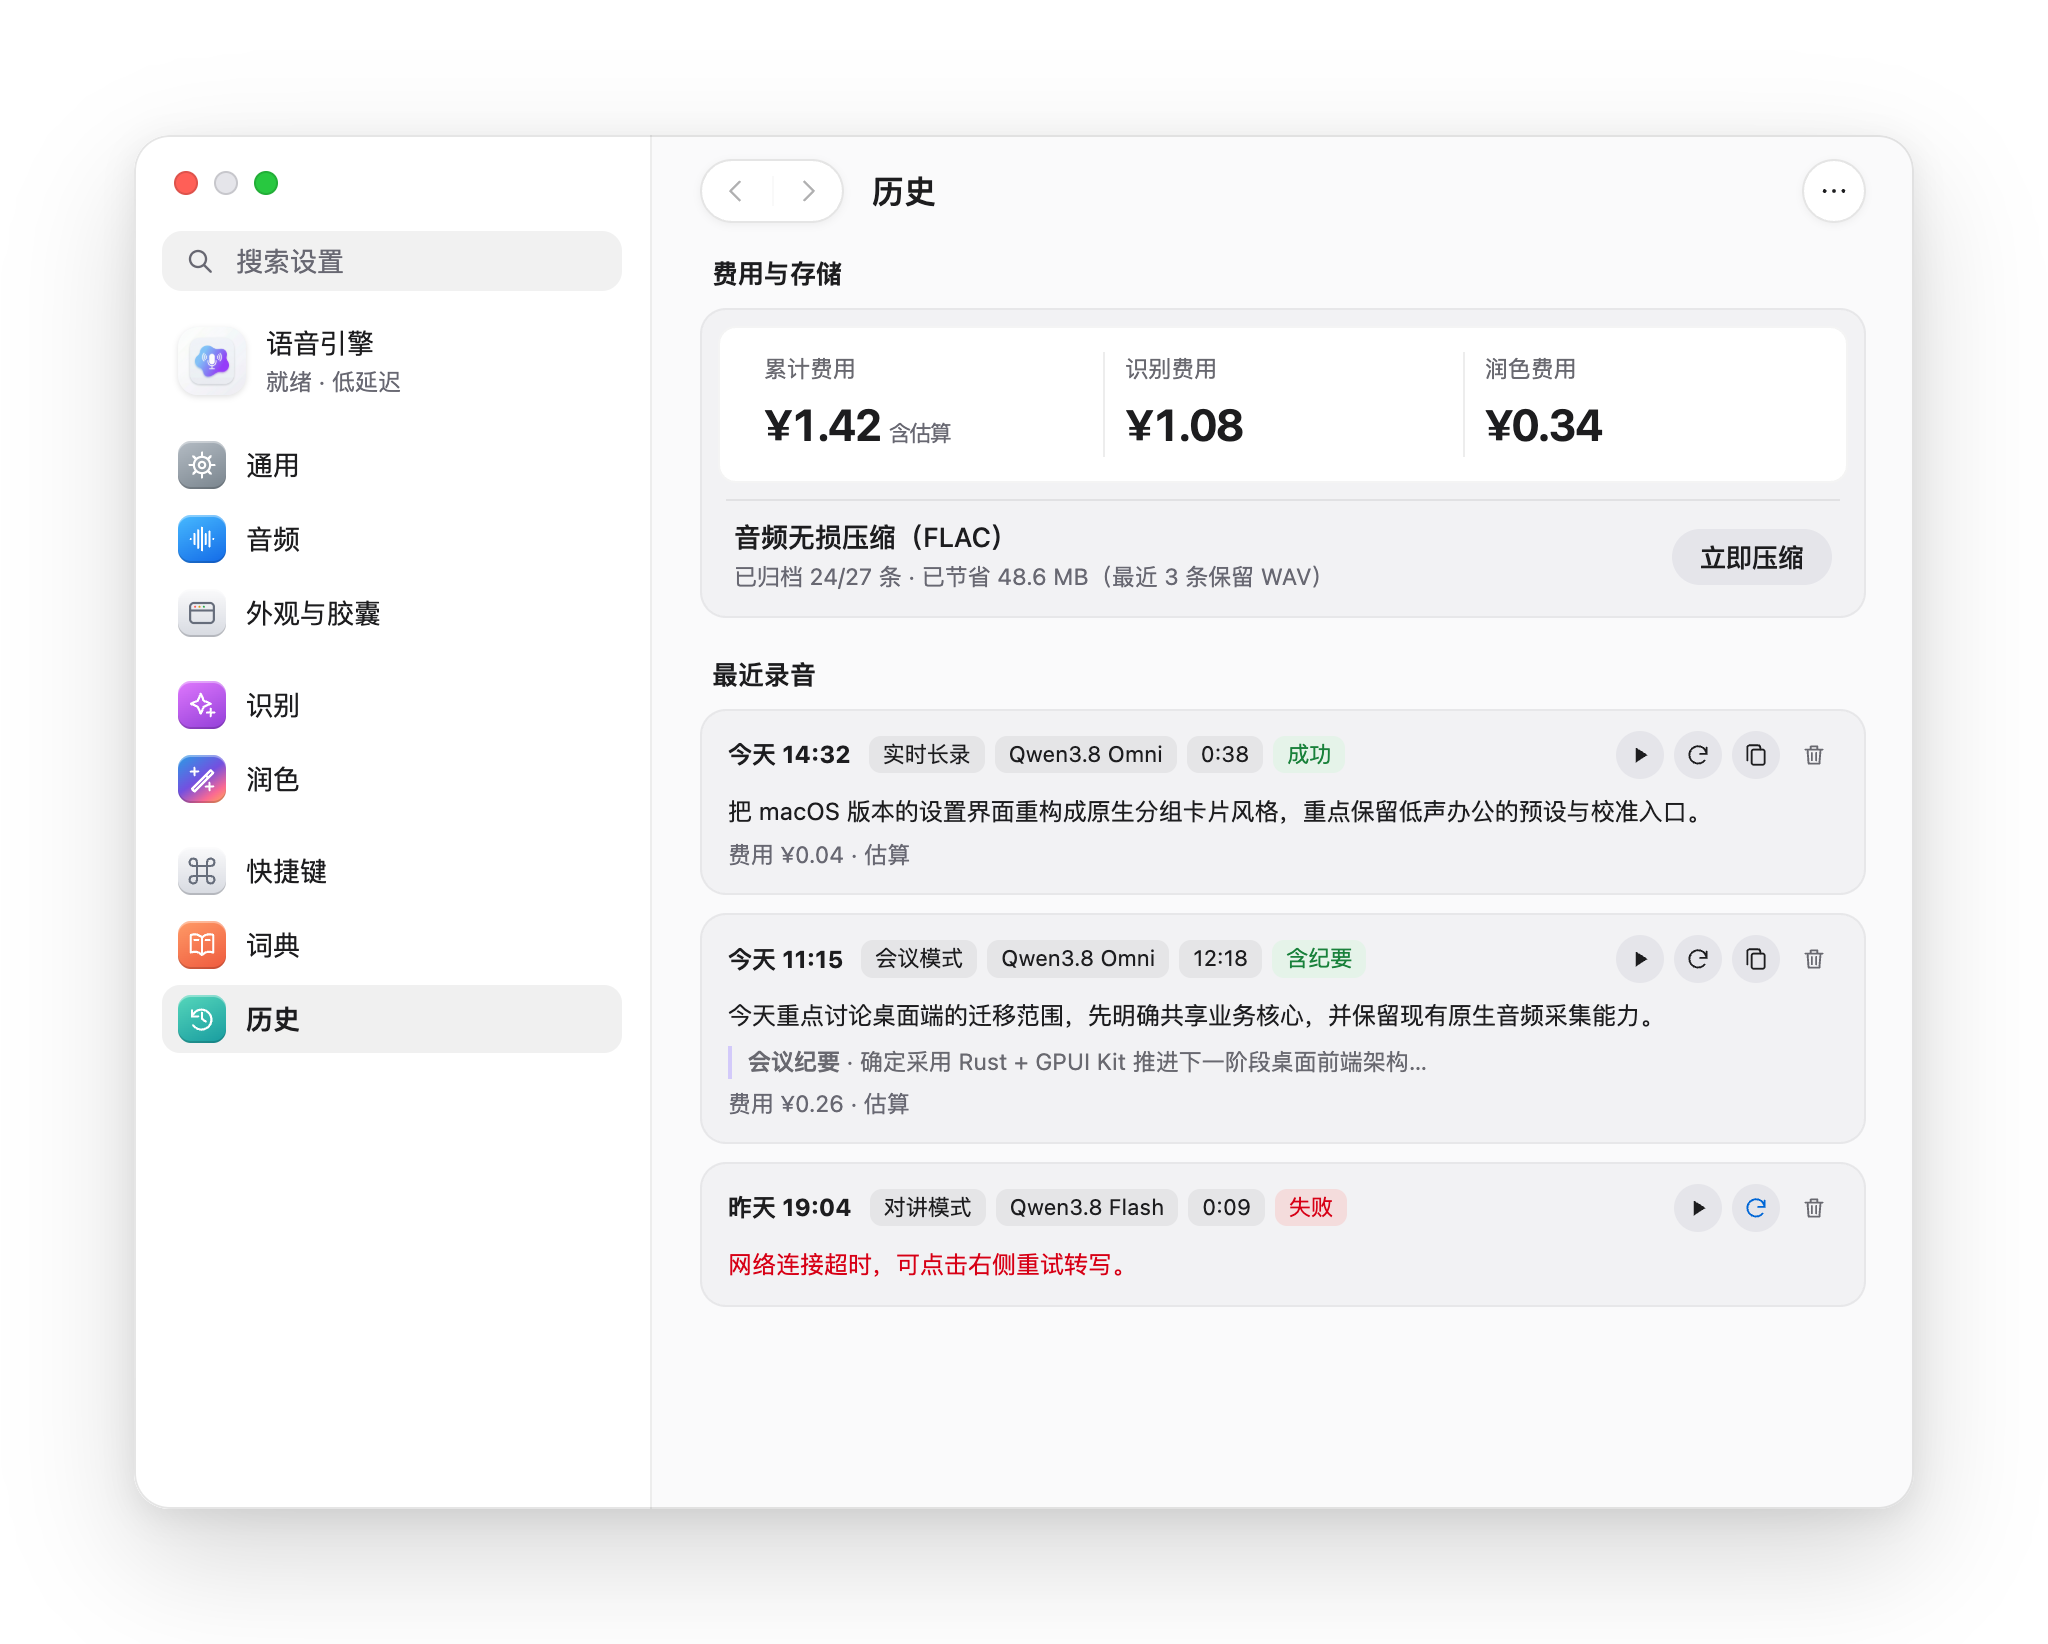 搜索设置
语音引擎
就绪 · 低延迟
通用
音频
外观与胶囊
识别
润色
快捷键
词典
历史
历史
费用与存储
累计费用
¥1.42 含估算
识别费用
¥1.08
润色费用
¥0.34
音频无损压缩（FLAC）
已归档 24/27 条 · 已节省 48.6 MB（最近 3 条保留 WAV）
立即压缩
最近录音
今天 14:32 实时长录 Qwen3.8 Omni 0:38 成功
把 macOS 版本的设置界面重构成原生分组卡片风格，重点保留低声办公的预设与校准入口。
费用 ¥0.04 · 估算
今天 11:15 会议模式 Qwen3.8 Omni 12:18 含纪要
今天重点讨论桌面端的迁移范围，先明确共享业务核心，并保留现有原生音频采集能力。
会议纪要 · 确定采用 Rust + GPUI Kit 推进下一阶段桌面前端架构...
费用 ¥0.26 · 估算
昨天 19:04 对讲模式 Qwen3.8 Flash 0:09 失败
网络连接超时，可点击右侧重试转写。